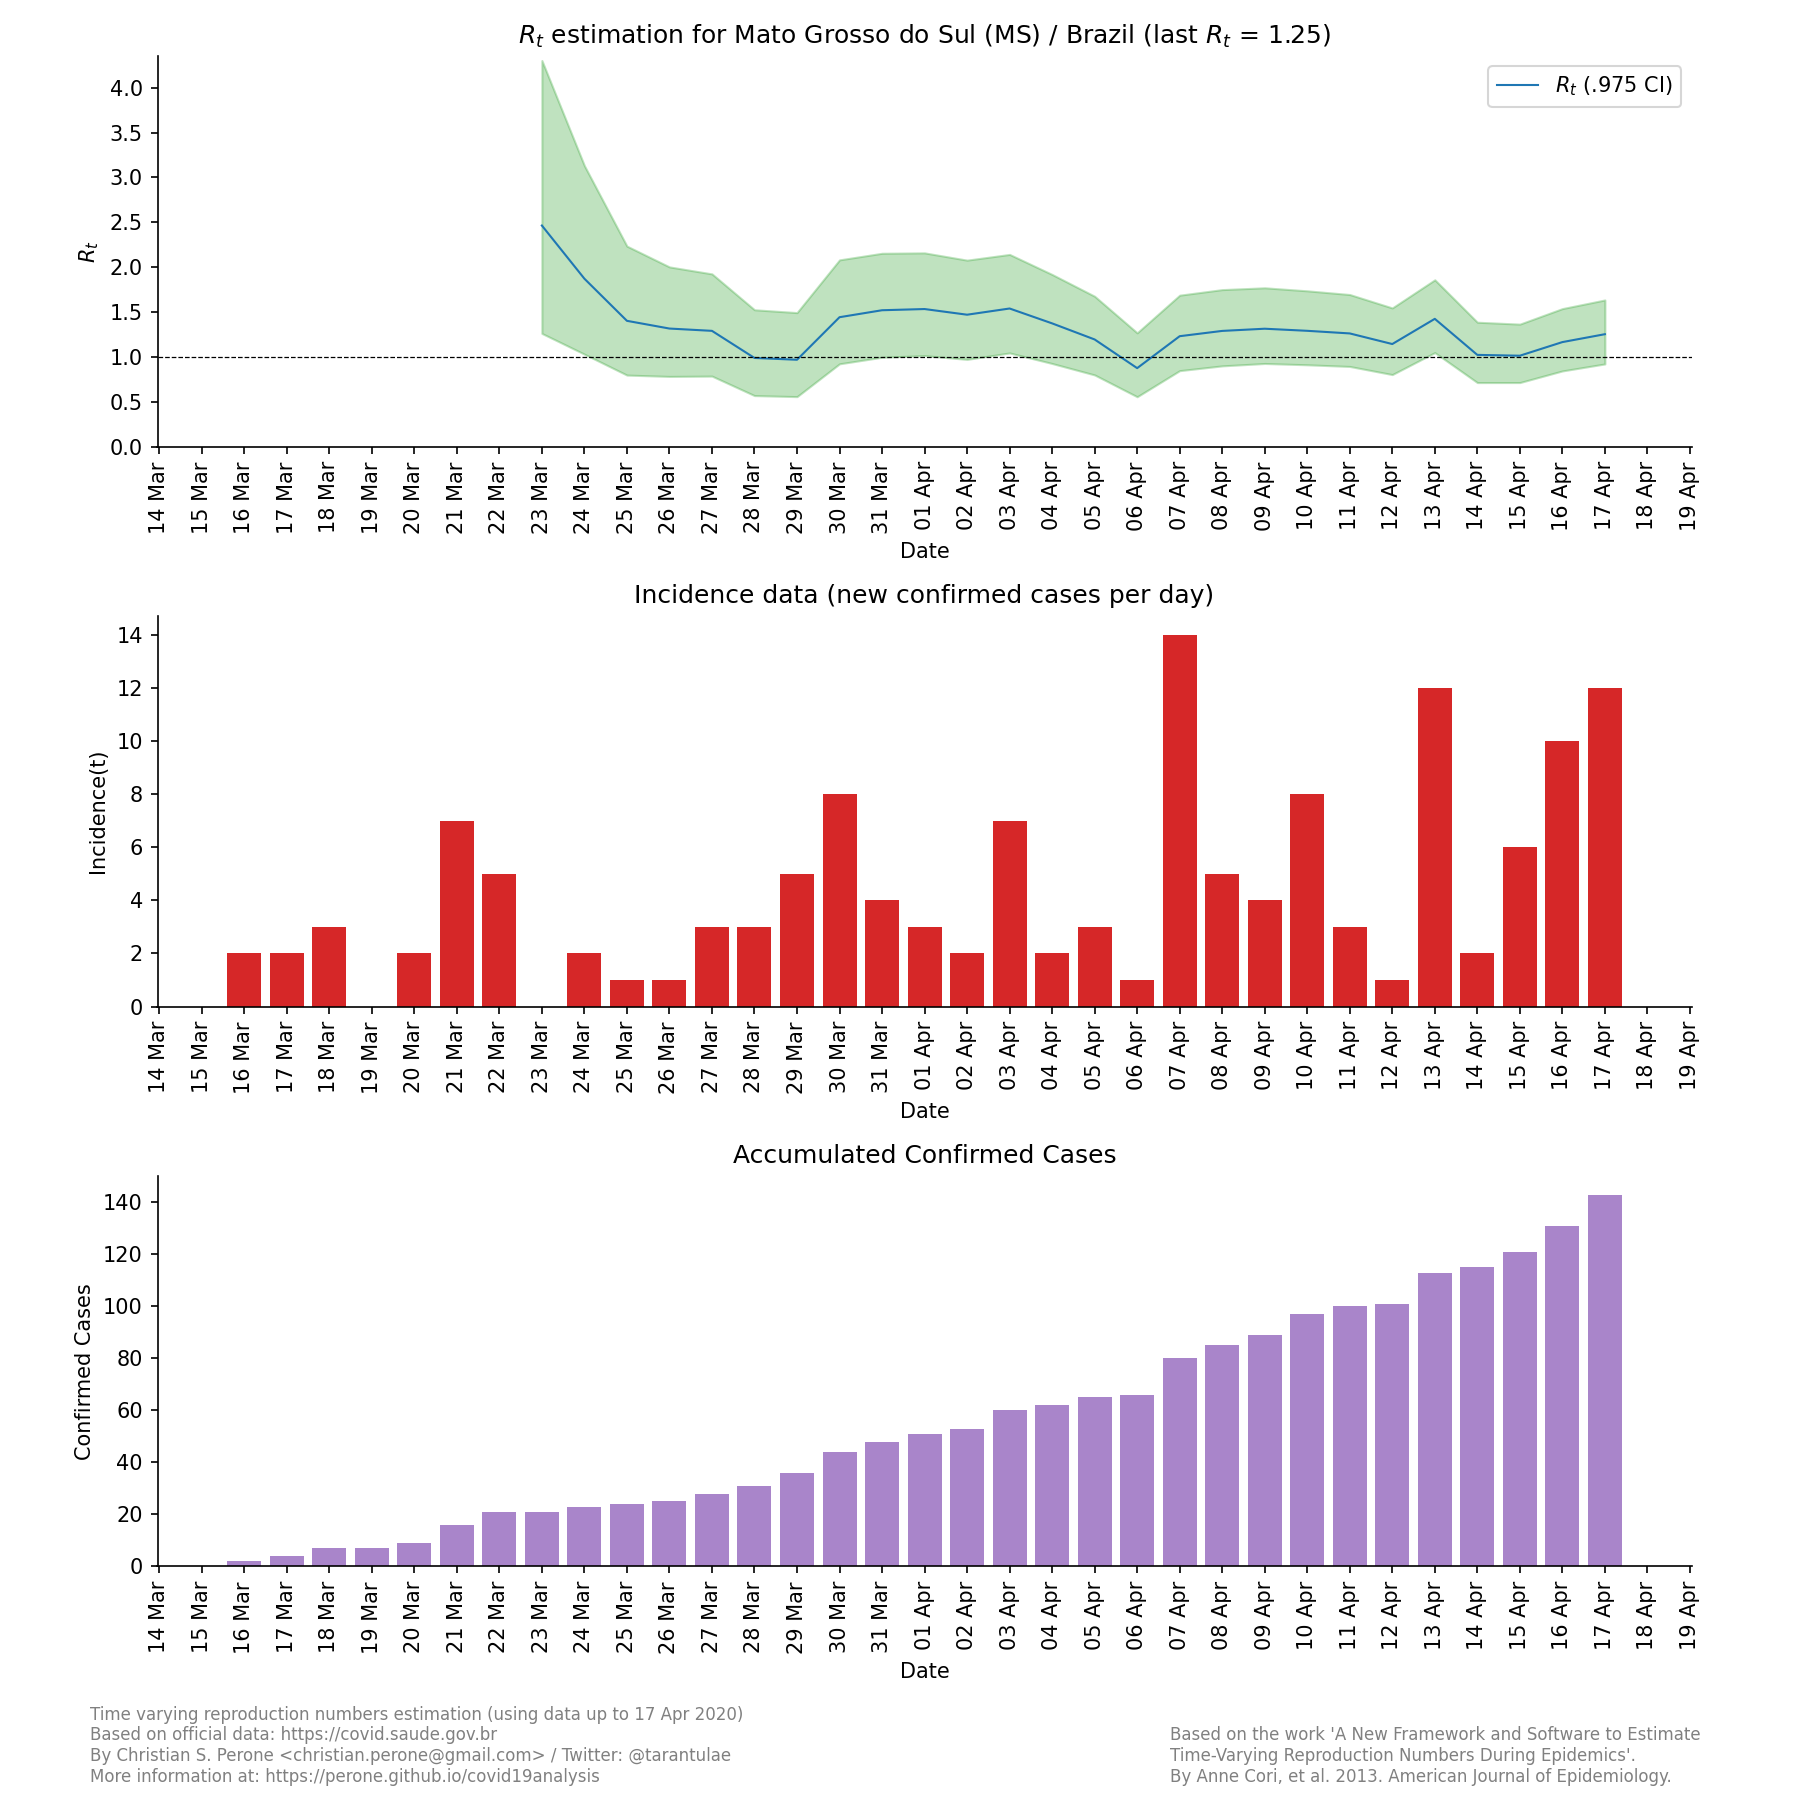 R_t estimation for Mato Grosso do Sul (MS) / Brazil (last R_t = 1.25)
R_t (.975 CI)
4.0
3.5
3.0
2.5
2.0
1.5
1.0
0.5
0.0
R_t
14 Mar 15 Mar 16 Mar 17 Mar 18 Mar 19 Mar 20 Mar 21 Mar 22 Mar 23 Mar 24 Mar 25 Mar 26 Mar 27 Mar 28 Mar 29 Mar 30 Mar 31 Mar 01 Apr 02 Apr 03 Apr 04 Apr 05 Apr 06 Apr 07 Apr 08 Apr 09 Apr 10 Apr 11 Apr 12 Apr 13 Apr 14 Apr 15 Apr 16 Apr 17 Apr 18 Apr 19 Apr
Date
Incidence data (new confirmed cases per day)
14
12
10
8
6
4
2
0
Incidence(t)
14 Mar 15 Mar 16 Mar 17 Mar 18 Mar 19 Mar 20 Mar 21 Mar 22 Mar 23 Mar 24 Mar 25 Mar 26 Mar 27 Mar 28 Mar 29 Mar 30 Mar 31 Mar 01 Apr 02 Apr 03 Apr 04 Apr 05 Apr 06 Apr 07 Apr 08 Apr 09 Apr 10 Apr 11 Apr 12 Apr 13 Apr 14 Apr 15 Apr 16 Apr 17 Apr 18 Apr 19 Apr
Date
Accumulated Confirmed Cases
140
120
100
80
60
40
20
0
Confirmed Cases
14 Mar 15 Mar 16 Mar 17 Mar 18 Mar 19 Mar 20 Mar 21 Mar 22 Mar 23 Mar 24 Mar 25 Mar 26 Mar 27 Mar 28 Mar 29 Mar 30 Mar 31 Mar 01 Apr 02 Apr 03 Apr 04 Apr 05 Apr 06 Apr 07 Apr 08 Apr 09 Apr 10 Apr 11 Apr 12 Apr 13 Apr 14 Apr 15 Apr 16 Apr 17 Apr 18 Apr 19 Apr
Date
Time varying reproduction numbers estimation (using data up to 17 Apr 2020)
Based on official data: https://covid.saude.gov.br
By Christian S. Perone <christian.perone@gmail.com> / Twitter: @tarantulae
More information at: https://perone.github.io/covid19analysis
Based on the work 'A New Framework and Software to Estimate
Time-Varying Reproduction Numbers During Epidemics'.
By Anne Cori, et al. 2013. American Journal of Epidemiology.